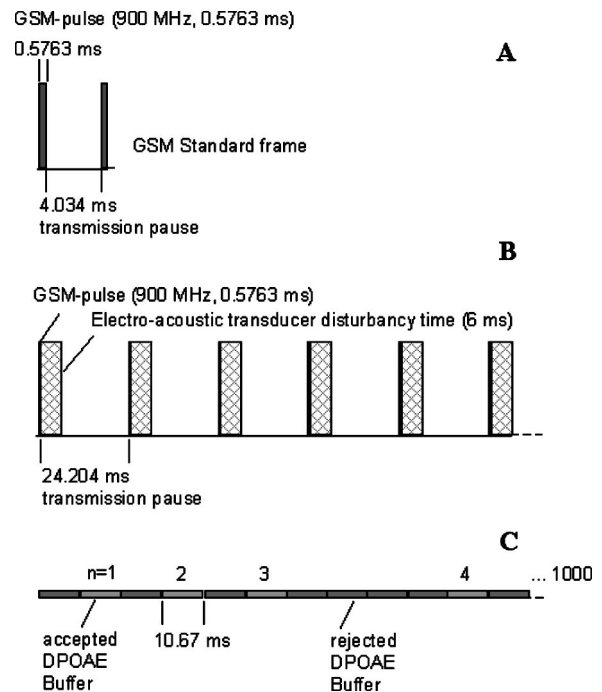 GSM-pulse (900 MHz, 0.5763 ms)
0.5763 ms
A
GSM Standard frame
4.034 ms
transmission pause
B
GSM-pulse (900 MHz, 0.5763 ms)
Electro-acoustic transducer disturbancy time (6 ms)
24.204 ms
transmission pause
C
n=1 2 3 4 ... 1000
accepted
DPOAE
Buffer
10.67 ms
rejected
DPOAE
Buffer